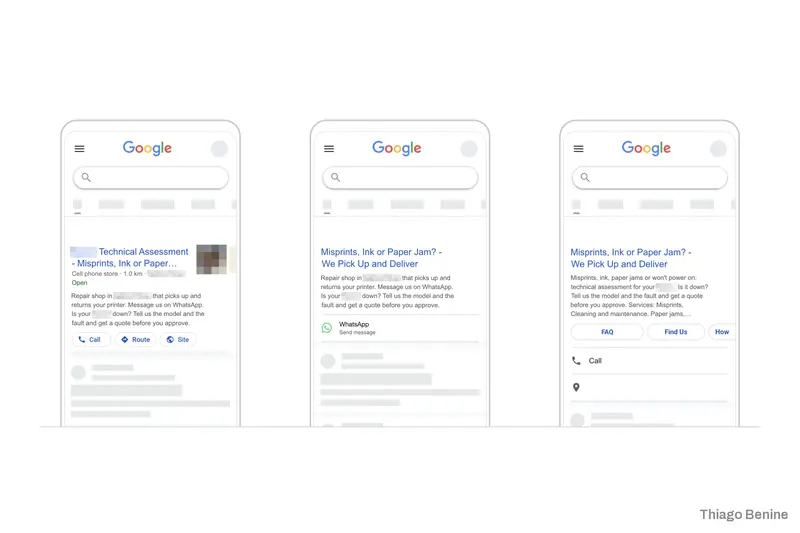 Google
Technical Assessment
- Misprints, Ink or Paper…
Cell phone store · 1.0 km ·
Open
Repair shop in that picks up and
returns your printer. Message us on WhatsApp.
Is your down? Tell us the model and the
fault and get a quote before you approve.
Call
Route
Site
Google
Misprints, Ink or Paper Jam? -
We Pick Up and Deliver
Repair shop in that picks up and
returns your printer. Message us on WhatsApp.
Is your down? Tell us the model and the
fault and get a quote before you approve.
WhatsApp
Send message
Google
Misprints, Ink or Paper Jam? -
We Pick Up and Deliver
Misprints, ink, paper jams or won't power on:
technical assessment for your . Is it down?
Tell us the model and the fault and get a quote
before you approve. Services: Misprints,
Cleaning and maintenance. Paper jams,...
FAQ
Find Us
How
Call
Thiago Benine